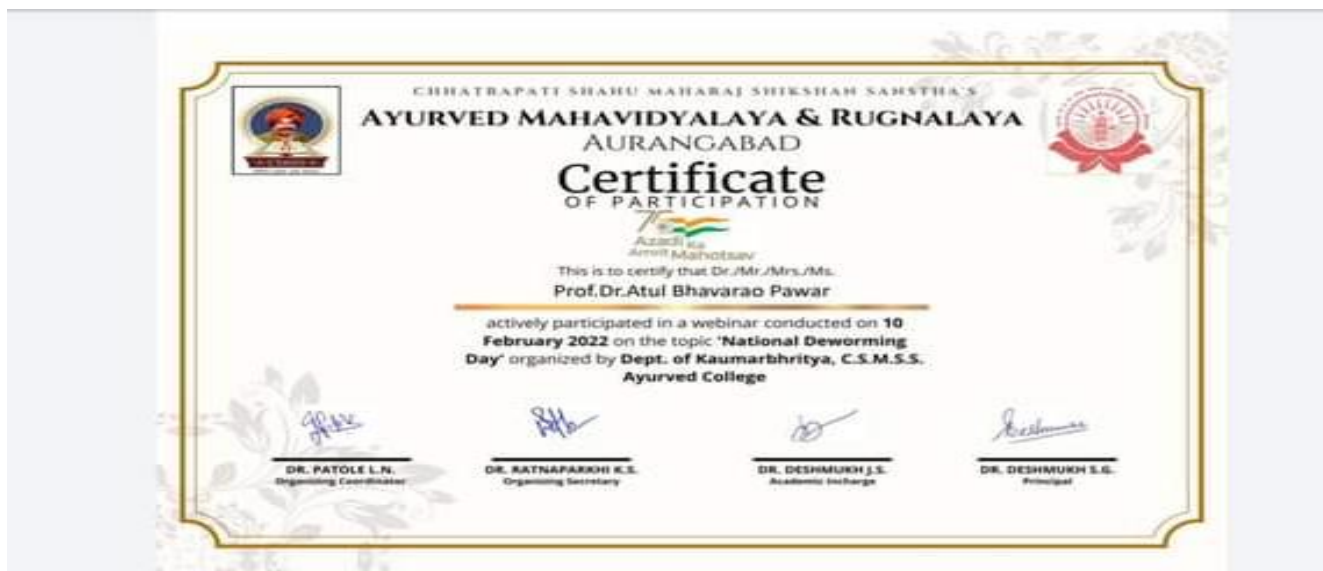 CHHATRAPATI SHAHU MAHARAJ SHIKSHAN SANSTHA'S
AYURVED MAHAVIDYALAYA & RUGNALAYA
AURANGABAD
Certificate
OF PARTICIPATION
75
Azadi Ka
Amrit Mahotsav
This is to certify that Dr./Mr./Mrs./Ms.
Prof.Dr.Atul Bhavarao Pawar
actively participated in a webinar conducted on 10
February 2022 on the topic 'National Deworming
Day' organized by Dept. of Kaumarbhritya, C.S.M.S.S.
Ayurved College
DR. PATOLE L.N.
Organizing Coordinator
DR. RATNAPARKHI K.S.
Organizing Secretary
DR. DESHMUKH J.S.
Academic Incharge
DR. DESHMUKH S.G.
Principal